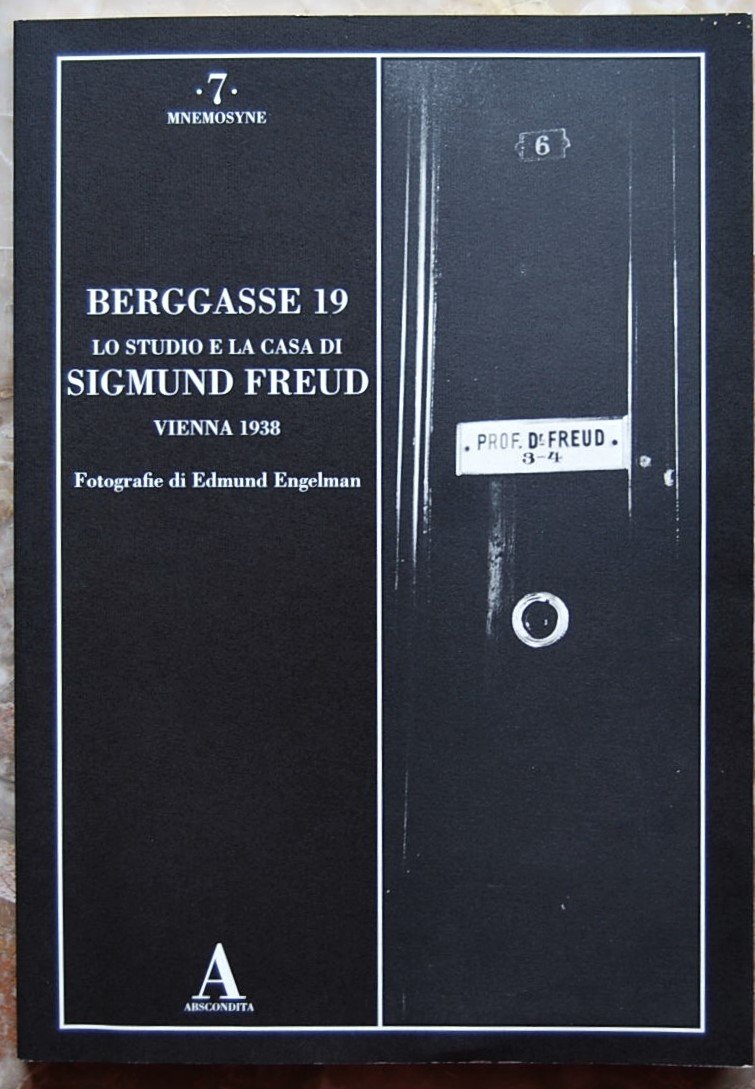 ·7·
MNEMOSYNE
BERGGASSE 19
LO STUDIO E LA CASA DI
SIGMUND FREUD
VIENNA 1938
Fotografie di Edmund Engelman
A
ABSCONDITA
6
· PROF. Dr. FREUD ·
3-4